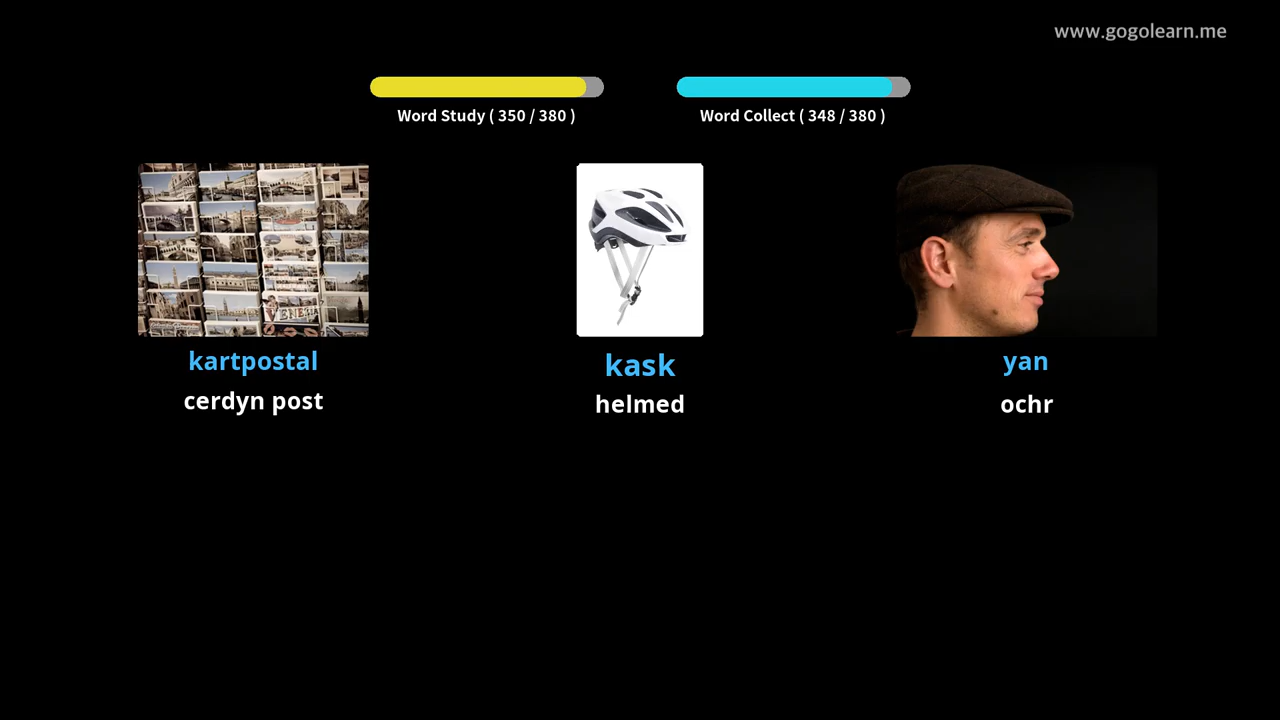 www.gogolearn.me
Word Study ( 350 / 380 )
Word Collect ( 348 / 380 )
kartpostal
cerdyn post
kask
helmed
yan
ochr